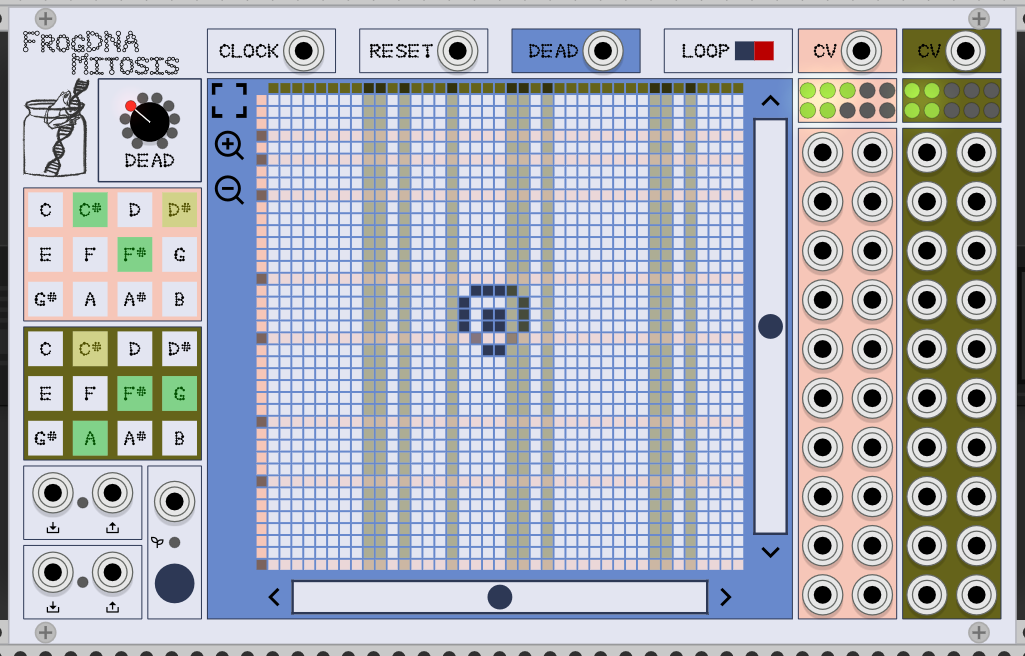 FROGDNA
MITOSIS
CLOCK
RESET
DEAD
LOOP
CV
CV
DEAD
C C# D D#
E F F# G
G# A A# B
C C# D D#
E F F# G
G# A A# B